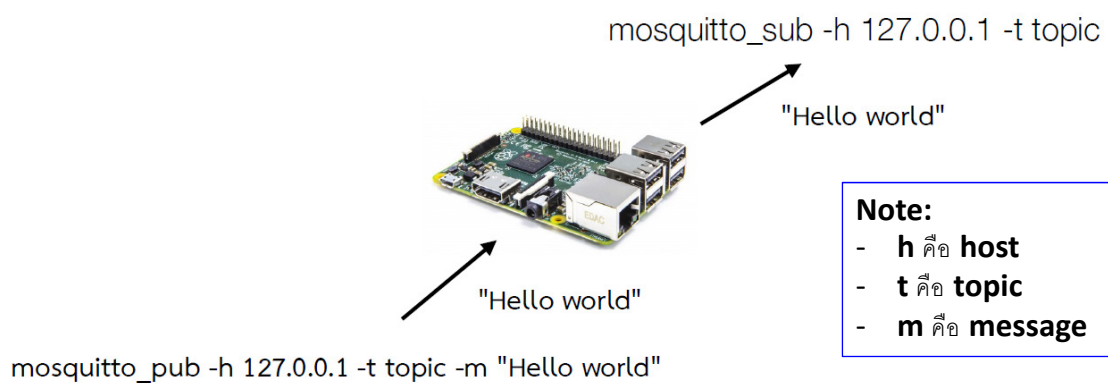 mosquitto_sub -h 127.0.0.1 -t topic
"Hello world"
EDAC
Note:
- h คือ host
- t คือ topic
- m คือ message
"Hello world"
mosquitto_pub -h 127.0.0.1 -t topic -m "Hello world"